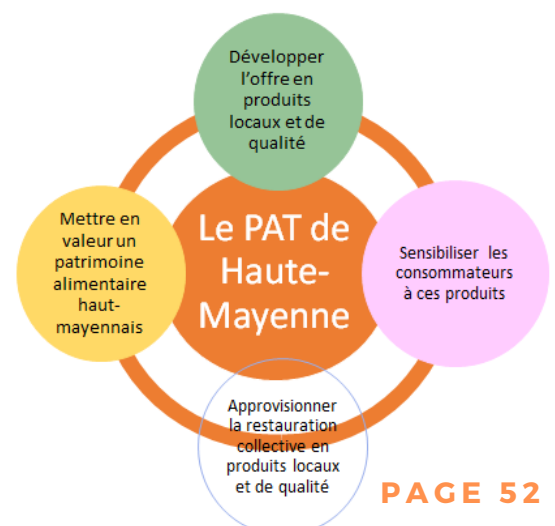 Développer
l'offre en
produits
locaux et de
qualité
Mettre en
valeur un
patrimoine
alimentaire
haut-
mayennais
Le PAT de
Haute-
Mayenne
Sensibiliser les
consommateurs
à ces produits
Approvisionner
la restauration
collective en
produits locaux
et de qualité
PAGE 52